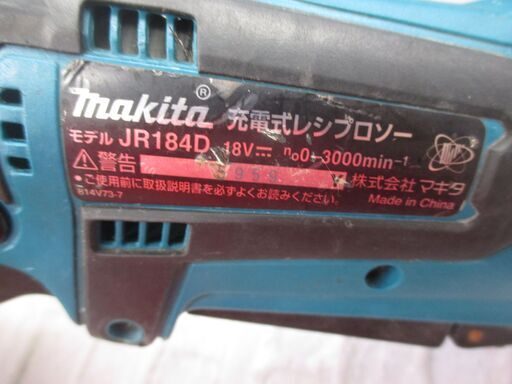 makita® 充電式レシプロソー
モデル JR184D 18V⎓ n₀0-3000min⁻¹
⚠警告 株式会社マキタ
●ご使用前に取扱説明書を必ずよくお読みください。 Made in China
814V73-7